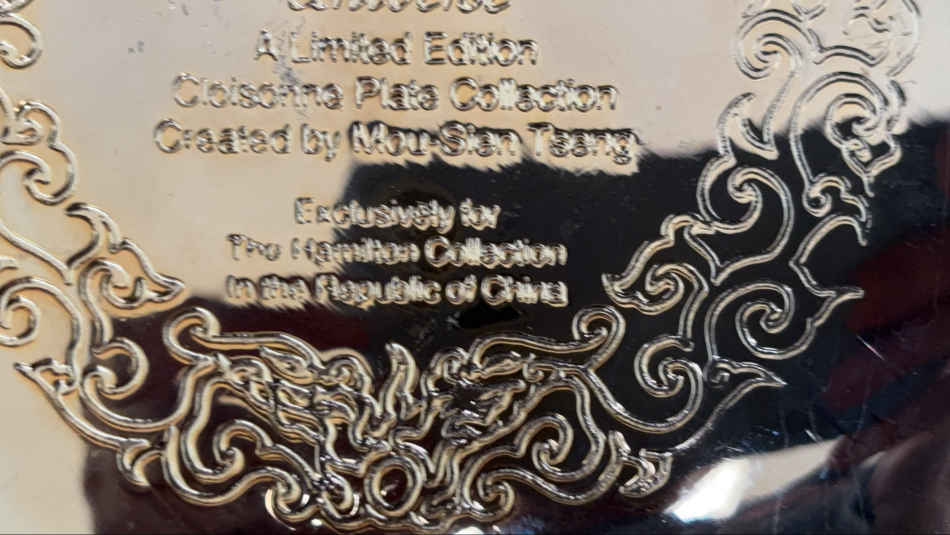 A Limited Edition
Cloisonne Plate Collection
Created by Mou-Sien Tseng
Exclusively for
The Hamilton Collection
In the Republic of China